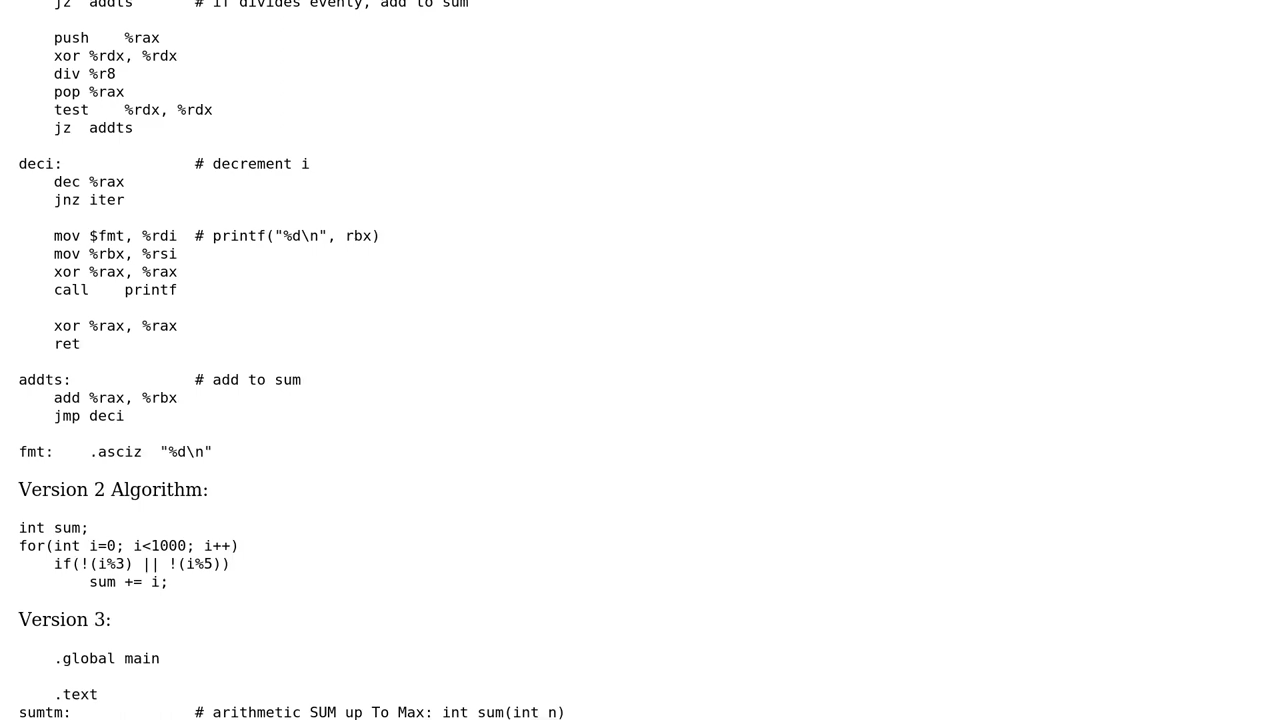 jz  addts       # if divides evenly, add to sum

    push    %rax
    xor %rdx, %rdx
    div %r8
    pop %rax
    test    %rdx, %rdx
    jz  addts

deci:               # decrement i
    dec %rax
    jnz iter

    mov $fmt, %rdi  # printf("%d\n", rbx)
    mov %rbx, %rsi
    xor %rax, %rax
    call    printf

    xor %rax, %rax
    ret

addts:              # add to sum
    add %rax, %rbx
    jmp deci

fmt:    .asciz  "%d\n"

Version 2 Algorithm:

int sum;
for(int i=0; i<1000; i++)
    if(!(i%3) || !(i%5))
        sum += i;

Version 3:

    .global main

    .text
sumtm:              # arithmetic SUM up To Max: int sum(int n)